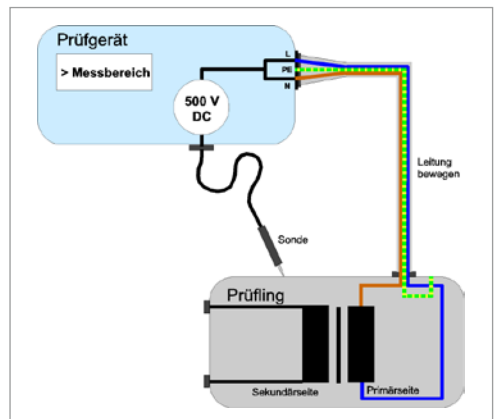 Prüfgerät
> Messbereich
500 V
DC
L
PE
N
Leitung
bewegen
Sonde
Prüfling
Sekundärseite
Primärseite